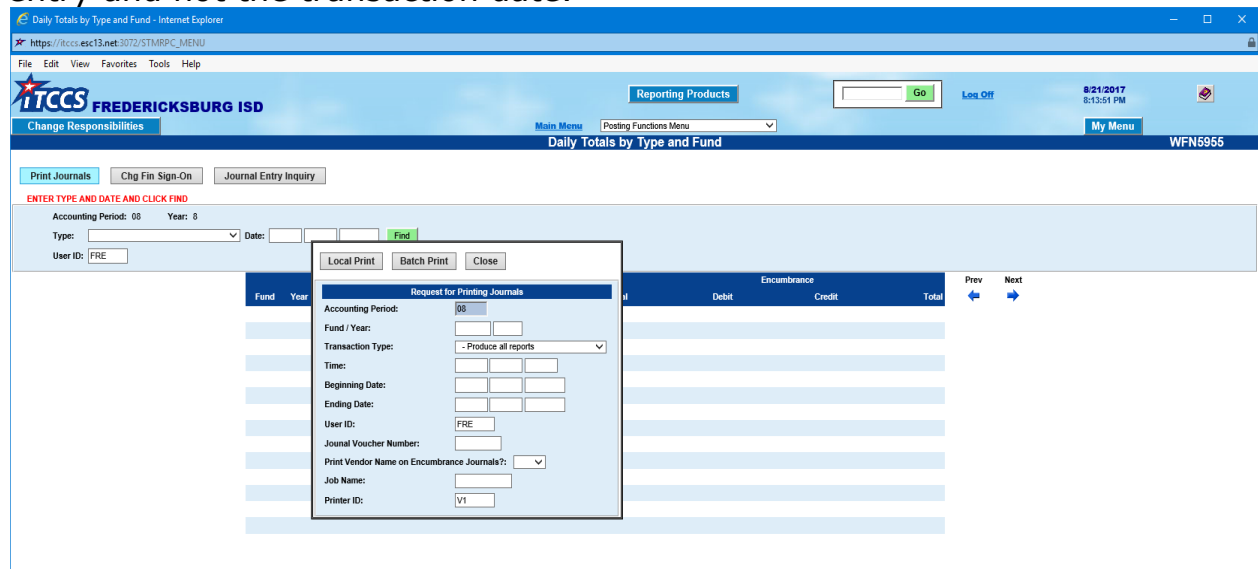 entry and not the transaction date.
Daily Totals by Type and Fund - Internet Explorer
https://itccs.esc13.net:3072/STMRPC_MENU
File Edit View Favorites Tools Help
iTCCS FREDERICKSBURG ISD
Reporting Products
Go
Log Off
8/21/2017
8:13:51 PM
Change Responsibilities
Main Menu
Posting Functions Menu
My Menu
Daily Totals by Type and Fund
WFN5955
Print Journals
Chg Fin Sign-On
Journal Entry Inquiry
ENTER TYPE AND DATE AND CLICK FIND
Accounting Period: 08 Year: 8
Type:
Date:
Find
User ID: FRE
Local Print
Batch Print
Close
Encumbrance
Prev Next
Fund Year
Debit Credit Total
Request for Printing Journals
Accounting Period: 08
Fund / Year:
Transaction Type: - Produce all reports
Time:
Beginning Date:
Ending Date:
User ID: FRE
Jounal Voucher Number:
Print Vendor Name on Encumbrance Journals?:
Job Name:
Printer ID: V1